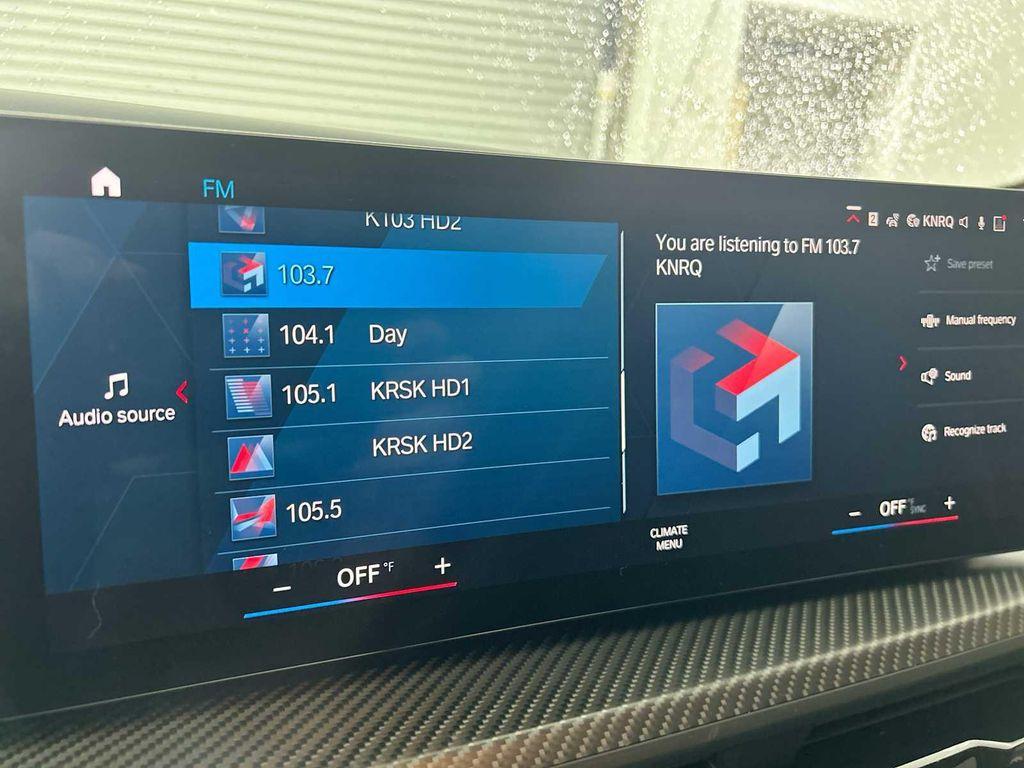 FM
2
KNRQ
K103 HD2
103.7
104.1 Day
105.1 KRSK HD1
KRSK HD2
105.5
Audio source
You are listening to FM 103.7
KNRQ
Save preset
Manual frequency
Sound
Recognize track
OFF °F
CLIMATE
MENU
OFF °F
SYNC